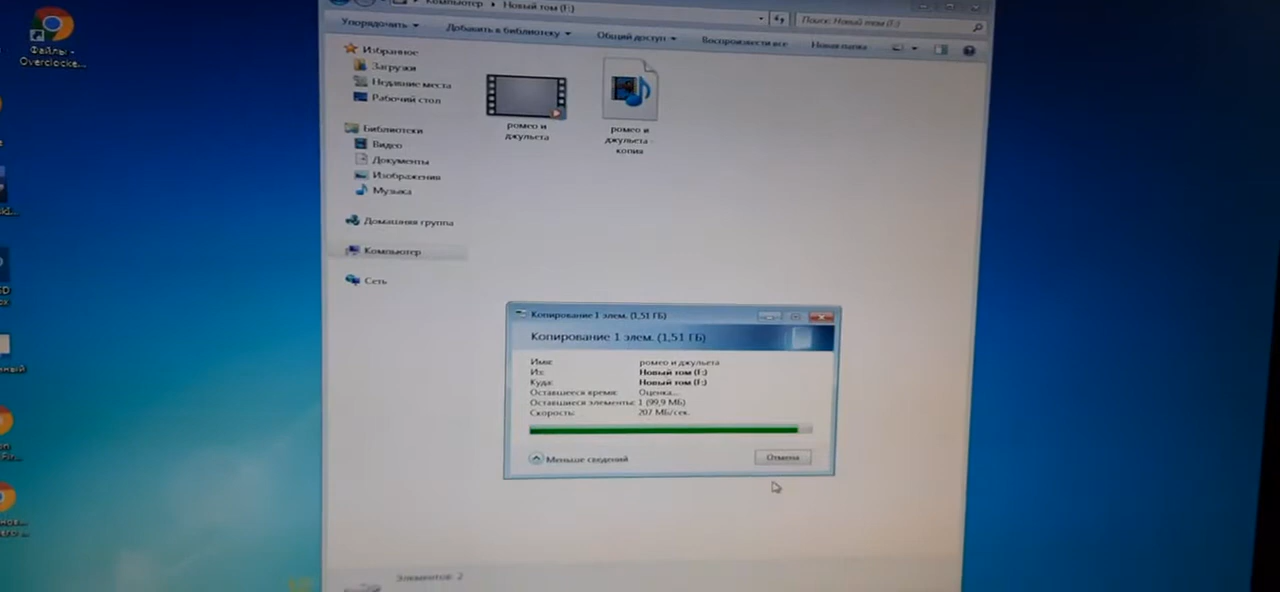 Компьютер ▸ Новый том (F:)
Поиск: Новый том (F:)
Упорядочить
Добавить в библиотеку
Общий доступ
Воспроизвести все
Новая папка
Файлы -
Overclocke...
Избранное
Загрузки
Недавние места
Рабочий стол
Библиотеки
Видео
Документы
Изображения
Музыка
Домашняя группа
Компьютер
Сеть
ромео и
джульета
ромео и
джульета -
копия
Копирование 1 элем. (1,51 ГБ)
Копирование 1 элем. (1,51 ГБ)
Имя: ромео и джульета
Из: Новый том (F:)
Куда: Новый том (F:)
Оставшееся время: Оценка...
Оставшиеся элементы: 1 (99,9 МБ)
Скорость: 207 МБ/сек.
Меньше сведений
Отмена
Элементов: 2